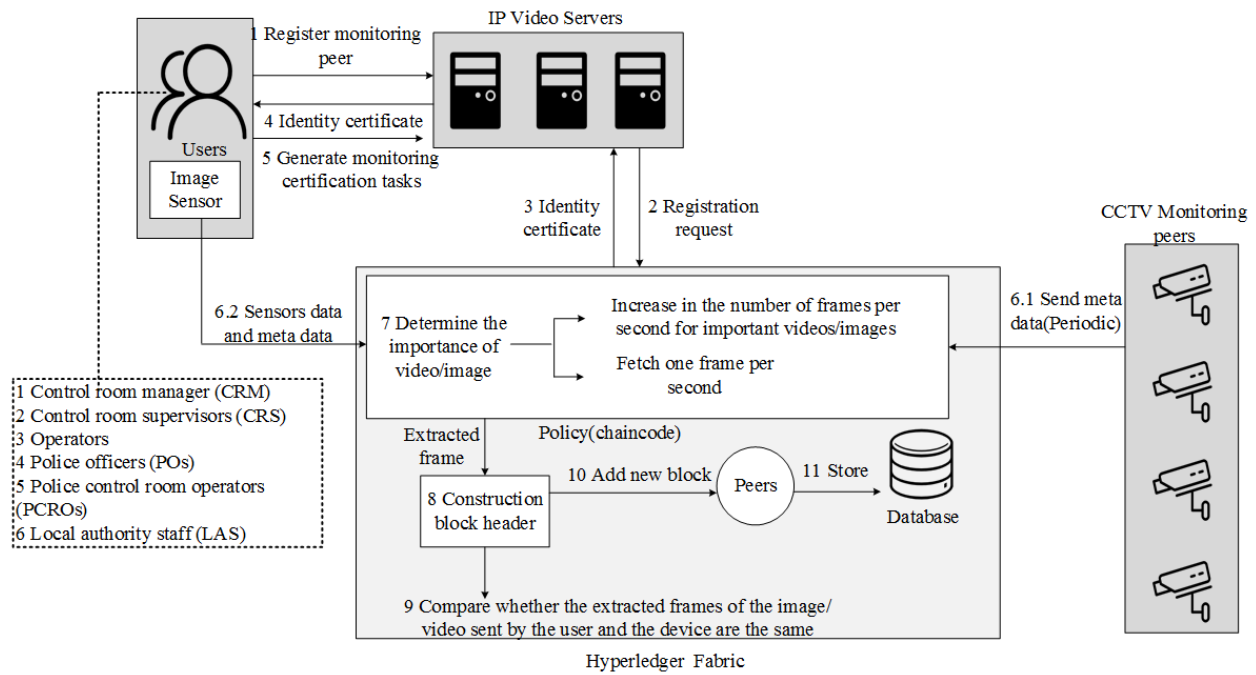 IP Video Servers
1 Register monitoring
peer
4 Identity certificate
5 Generate monitoring
certification tasks
Users
Image
Sensor
3 Identity
certificate
2 Registration
request
CCTV Monitoring
peers
6.2 Sensors data
and meta data
7 Determine the
importance of
video/image
Increase in the number of frames per
second for important videos/images
Fetch one frame per
second
6.1 Send meta
data(Periodic)
1 Control room manager (CRM)
2 Control room supervisors (CRS)
3 Operators
4 Police officers (POs)
5 Police control room operators
(PCROs)
6 Local authority staff (LAS)
Extracted
frame
Policy(chaincode)
8 Construction
block header
10 Add new block
Peers
11 Store
Database
9 Compare whether the extracted frames of the image/
video sent by the user and the device are the same
Hyperledger Fabric